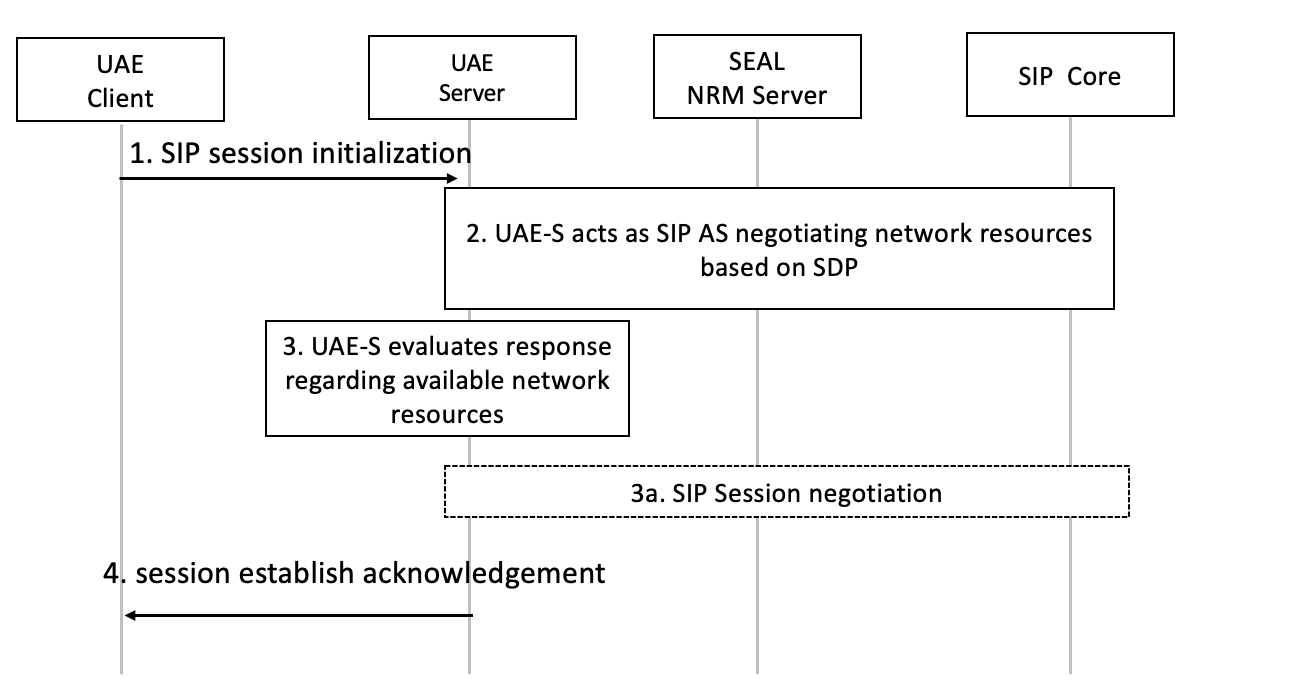 UAE
Client
UAE
Server
SEAL
NRM Server
SIP Core
1. SIP session initialization
2. UAE-S acts as SIP AS negotiating network resources
based on SDP
3. UAE-S evaluates response
regarding available network
resources
3a. SIP Session negotiation
4. session establish acknowledgement